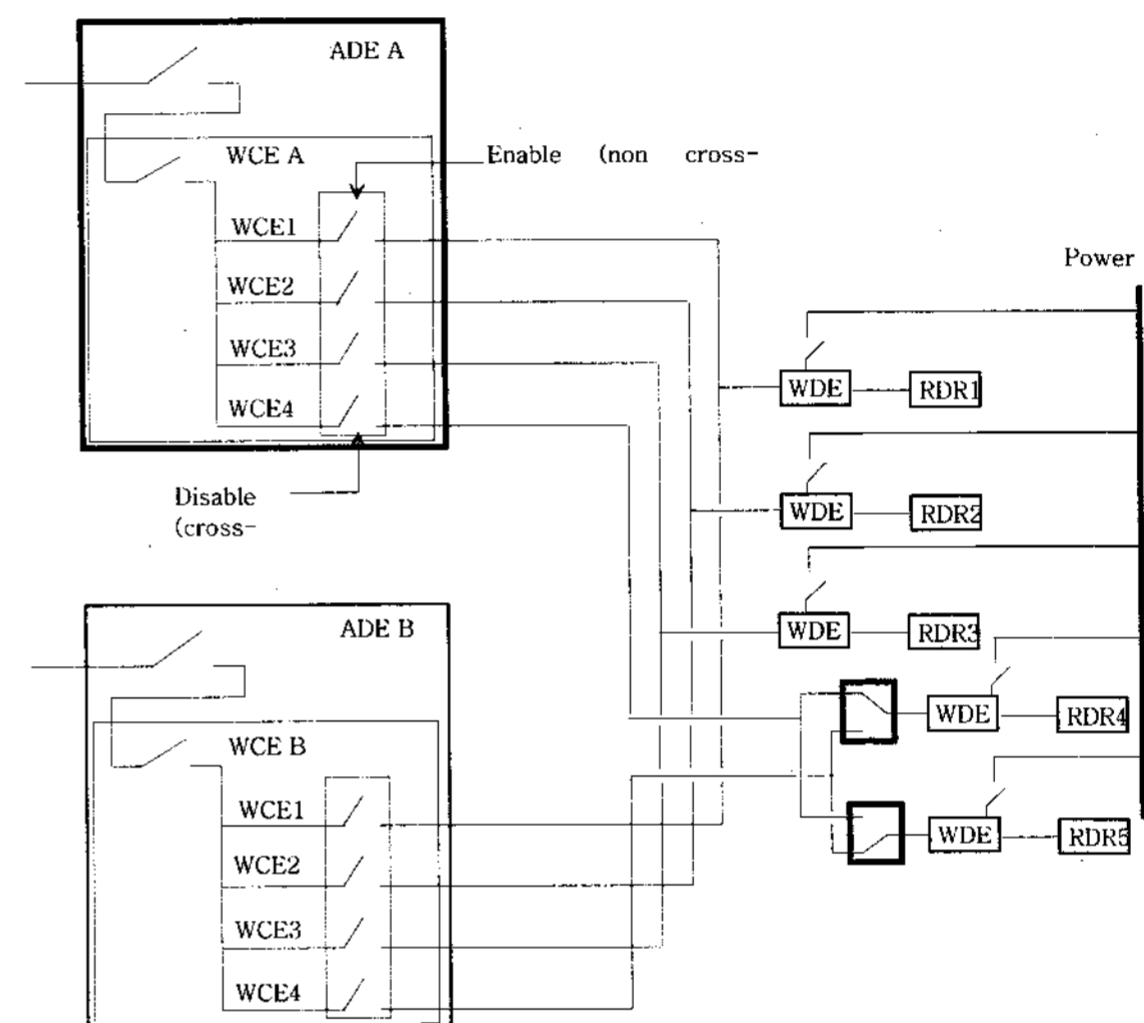 ADE A
WCE A
Enable (non cross-
WCE1
WCE2
WCE3
WCE4
Disable
(cross-
Power
WDE RDR1
WDE RDR2
WDE RDR3
WDE RDR4
WDE RDR5
ADE B
WCE B
WCE1
WCE2
WCE3
WCE4